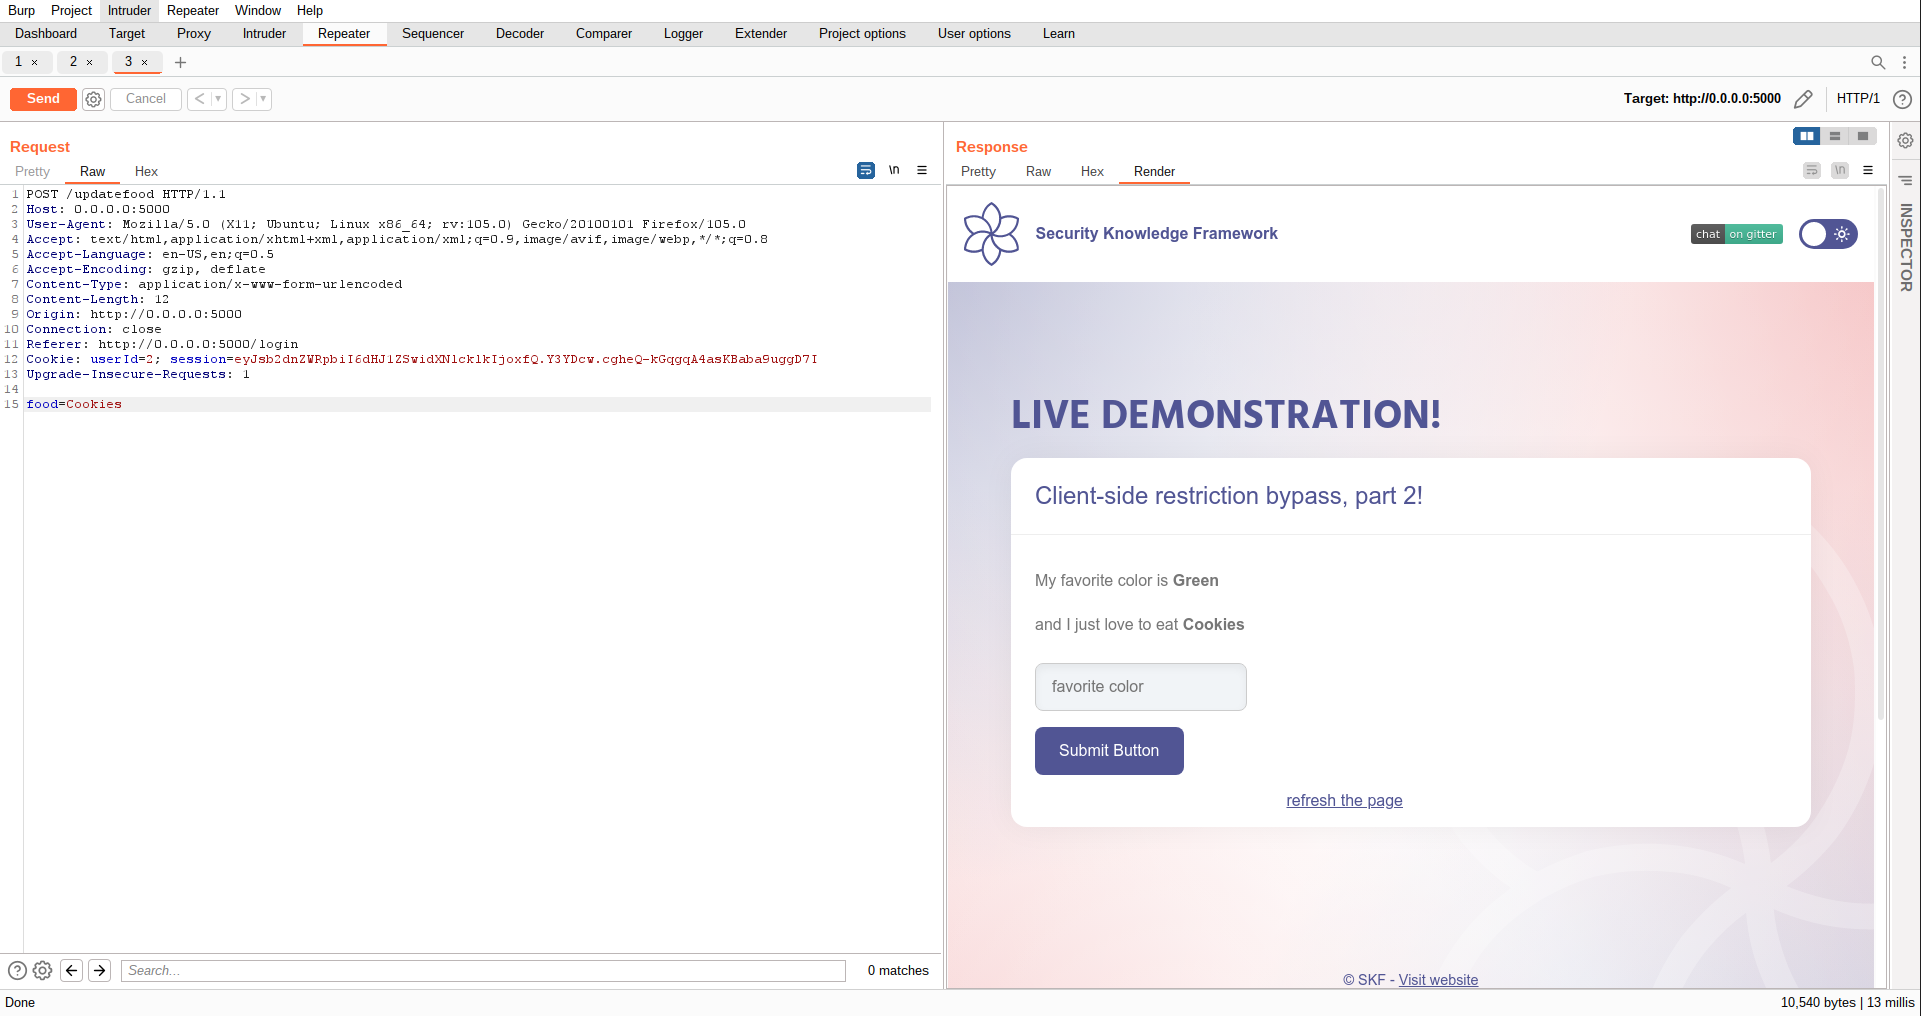 Burp Project Intruder Repeater Window Help
Dashboard Target Proxy Intruder Repeater Sequencer Decoder Comparer Logger Extender Project options User options Learn
1 × 2 × 3 × +
Send Cancel < > Target: http://0.0.0.0:5000 HTTP/1 ?
Request
Pretty Raw Hex \n
1 POST /updatefood HTTP/1.1
2 Host: 0.0.0.0:5000
3 User-Agent: Mozilla/5.0 (X11; Ubuntu; Linux x86_64; rv:105.0) Gecko/20100101 Firefox/105.0
4 Accept: text/html,application/xhtml+xml,application/xml;q=0.9,image/avif,image/webp,*/*;q=0.8
5 Accept-Language: en-US,en;q=0.5
6 Accept-Encoding: gzip, deflate
7 Content-Type: application/x-www-form-urlencoded
8 Content-Length: 12
9 Origin: http://0.0.0.0:5000
10 Connection: close
11 Referer: http://0.0.0.0:5000/login
12 Cookie: userId=2; session=
13 Upgrade-Insecure-Requests: 1
14
15 food=Cookies
? Search... 0 matches
Response
Pretty Raw Hex Render \n
Security Knowledge Framework
chat on gitter
LIVE DEMONSTRATION!
Client-side restriction bypass, part 2!
My favorite color is Green
and I just love to eat Cookies
favorite color
Submit Button
refresh the page
© SKF - Visit website
INSPECTOR
Done
10,540 bytes | 13 millis